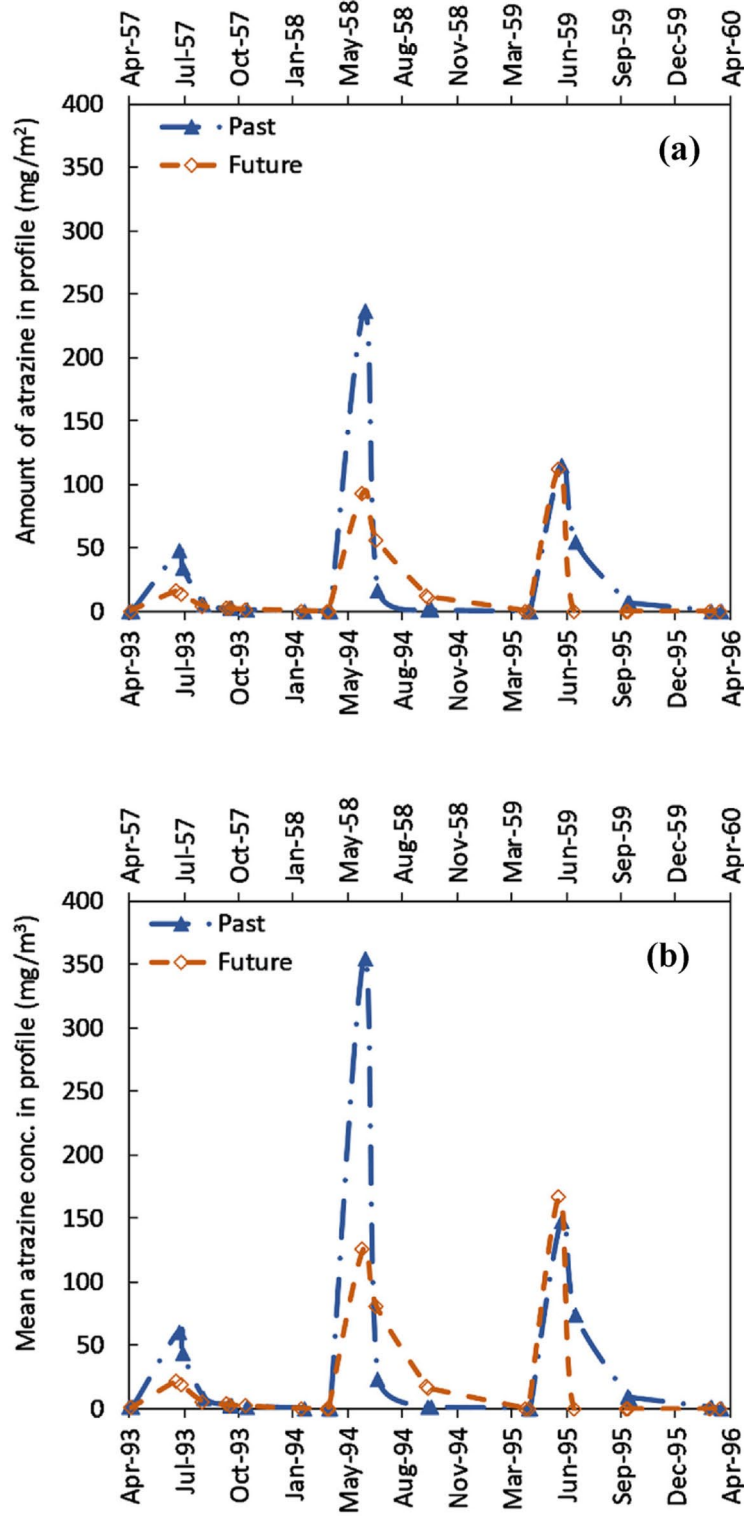 Apr-57 Jul-57 Oct-57 Jan-58 May-58 Aug-58 Nov-58 Mar-59 Jun-59 Sep-59 Dec-59 Apr-60
Amount of atrazine in profile (mg/m²)
400
350
300
250
200
150
100
50
0
Past
Future
(a)
Apr-93 Jul-93 Oct-93 Jan-94 May-94 Aug-94 Nov-94 Mar-95 Jun-95 Sep-95 Dec-95 Apr-96
Apr-57 Jul-57 Oct-57 Jan-58 May-58 Aug-58 Nov-58 Mar-59 Jun-59 Sep-59 Dec-59 Apr-60
Mean atrazine conc. in profile (mg/m³)
400
350
300
250
200
150
100
50
0
Past
Future
(b)
Apr-93 Jul-93 Oct-93 Jan-94 May-94 Aug-94 Nov-94 Mar-95 Jun-95 Sep-95 Dec-95 Apr-96